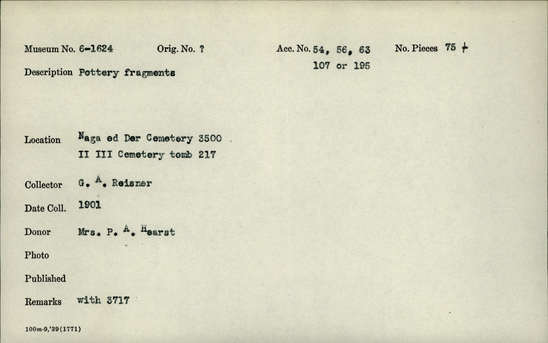 Museum No. 6-1624 Orig. No. ? Acc. No. 54, 56, 63 No. Pieces 75 +
107 or 195
Description Pottery fragments
Location Naga ed Der Cemetery 3500
II III Cemetery tomb 217
Collector G. A. Reisner
Date Coll. 1901
Donor Mrs. P. A. Hearst
Photo
Published
Remarks with 3717
100m-9,'39(1771)